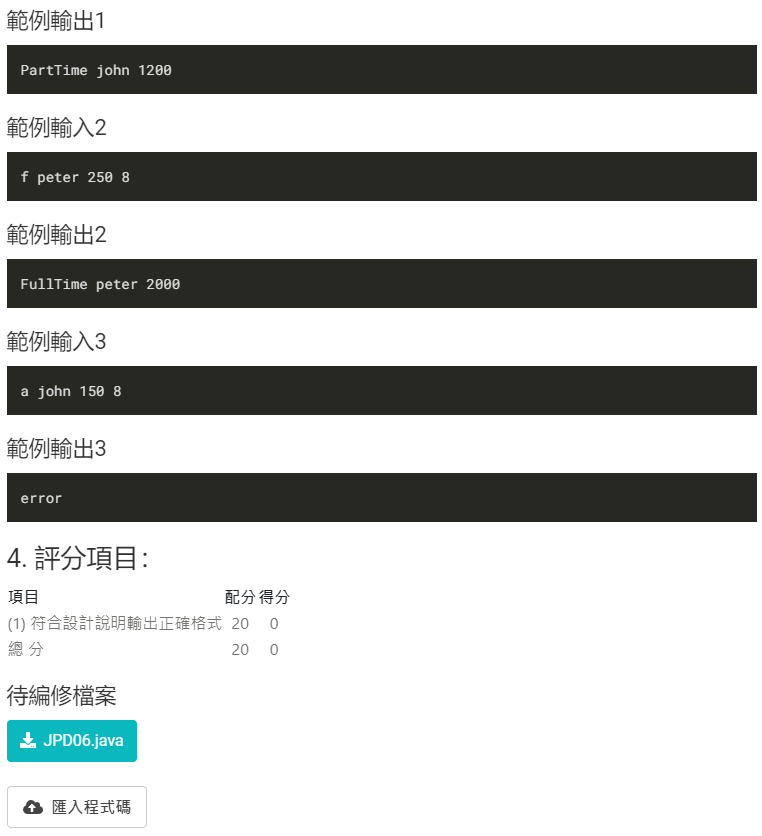 範例輸出1
PartTime john 1200
範例輸入2
f peter 250 8
範例輸出2
FullTime peter 2000
範例輸入3
a john 150 8
範例輸出3
error
4. 評分項目：
項目 配分 得分
(1) 符合設計說明輸出正確格式 20 0
總 分 20 0
待編修檔案
JPD06.java
匯入程式碼